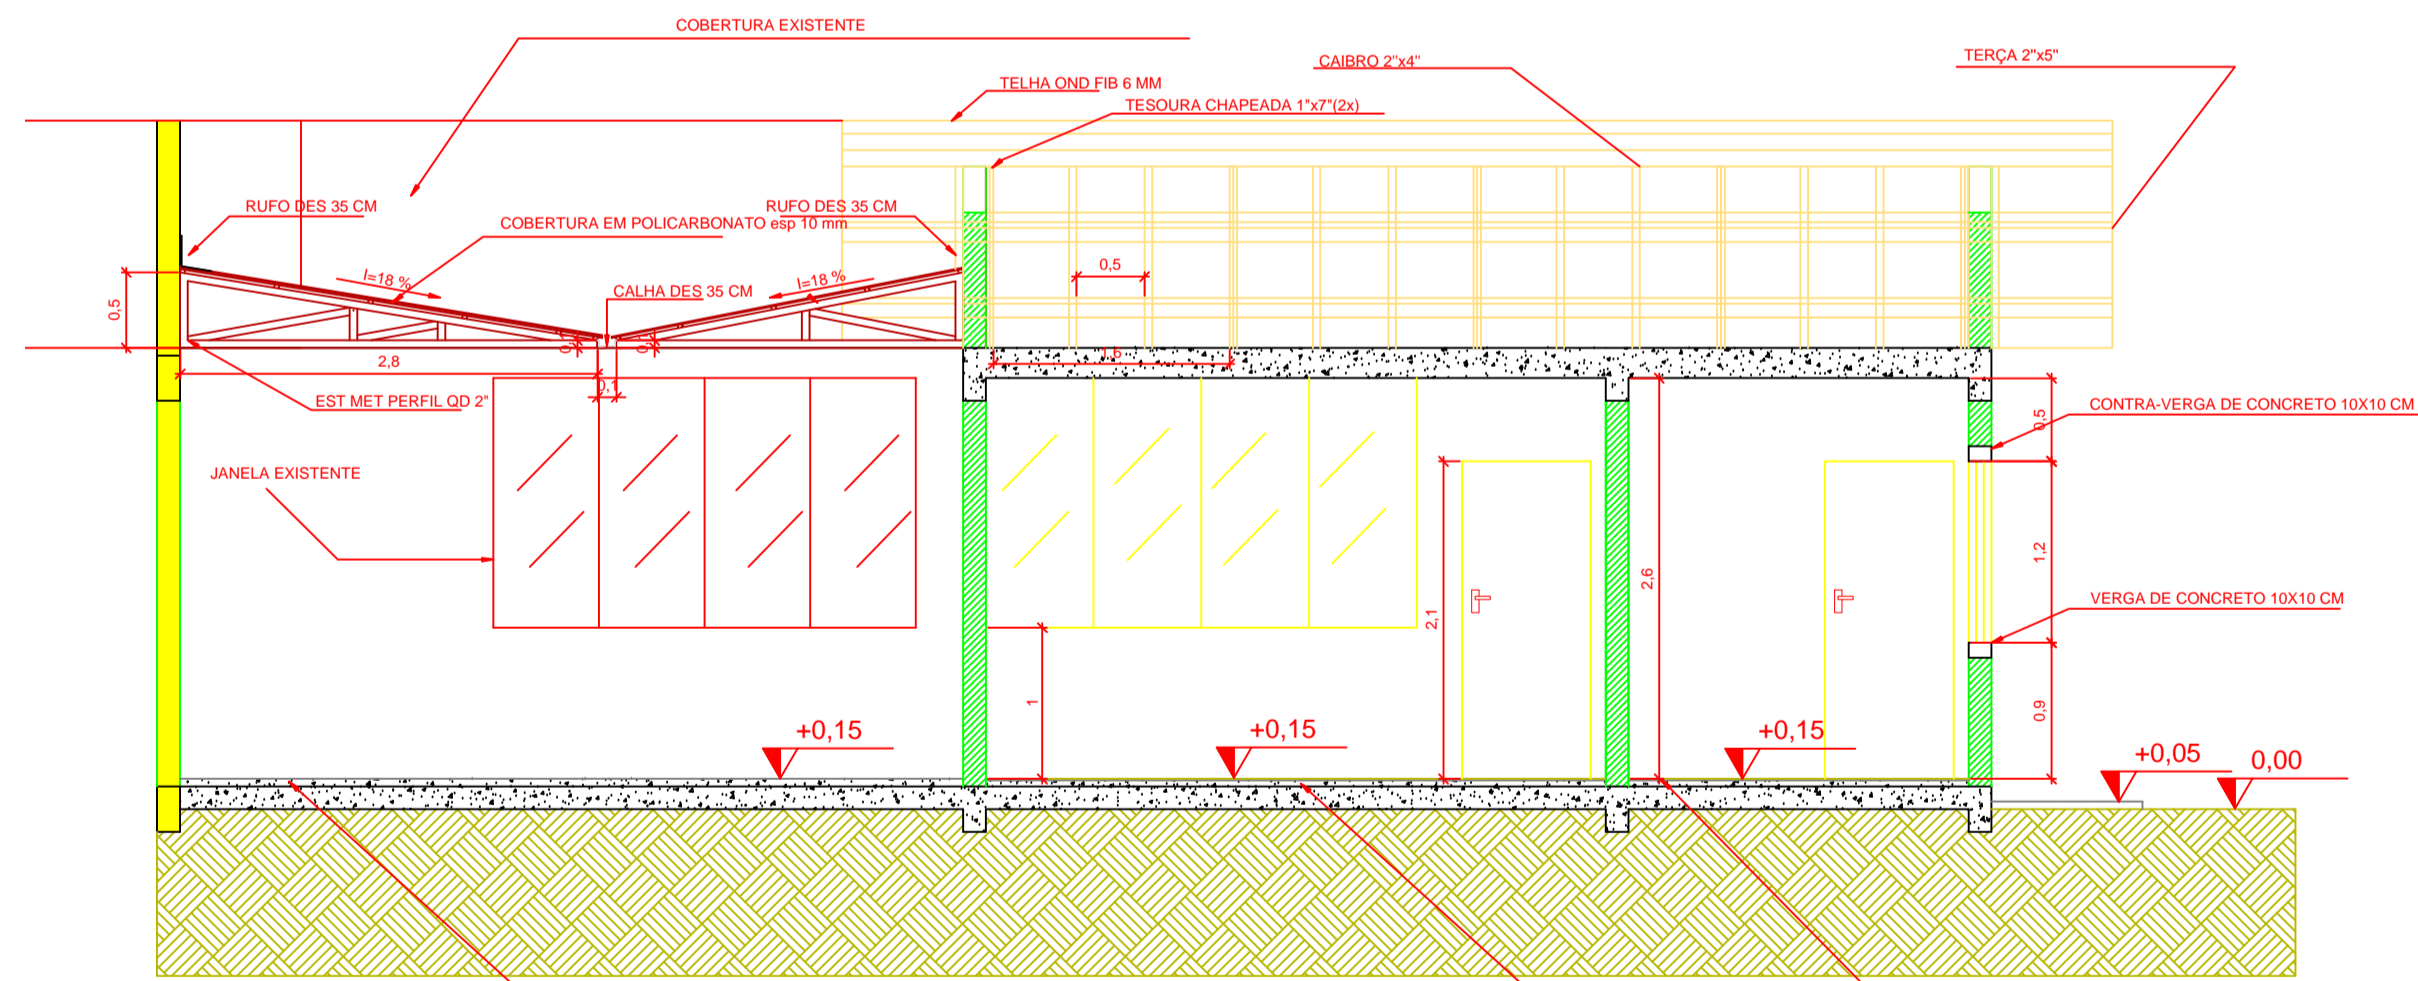 COBERTURA EXISTENTE
CAIBRO 2"x4"
TERÇA 2"x5"
TELHA OND FIB 6 MM
TESOURA CHAPEADA 1"x7"(2x)
RUFO DES 35 CM
RUFO DES 35 CM
COBERTURA EM POLICARBONATO esp 10 mm
I=18 %
I=18 %
0,5
0,5
CALHA DES 35 CM
2,8
1,6
0,1
EST MET PERFIL QD 2"
CONTRA-VERGA DE CONCRETO 10X10 CM
0,5
JANELA EXISTENTE
1,2
2,6
2,1
VERGA DE CONCRETO 10X10 CM
1
0,9
+0,15
+0,15
+0,15
+0,05
0,00